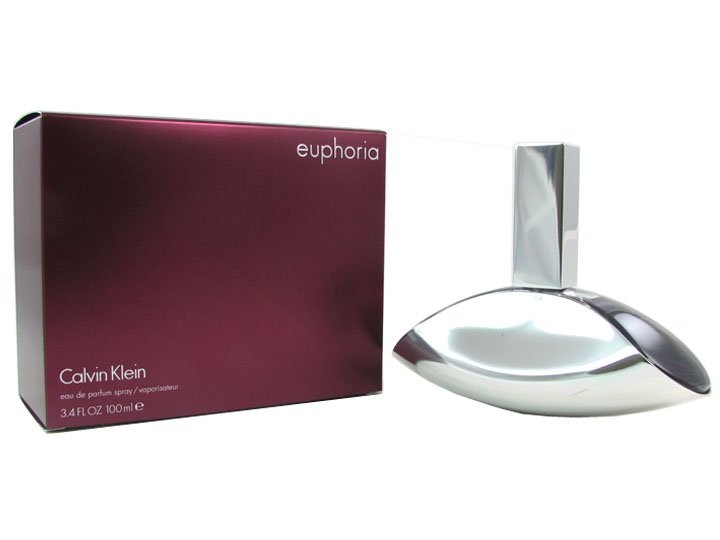 euphoria
Calvin Klein
eau de parfum spray / vaporisateur
3.4 FL OZ 100 ml ℮